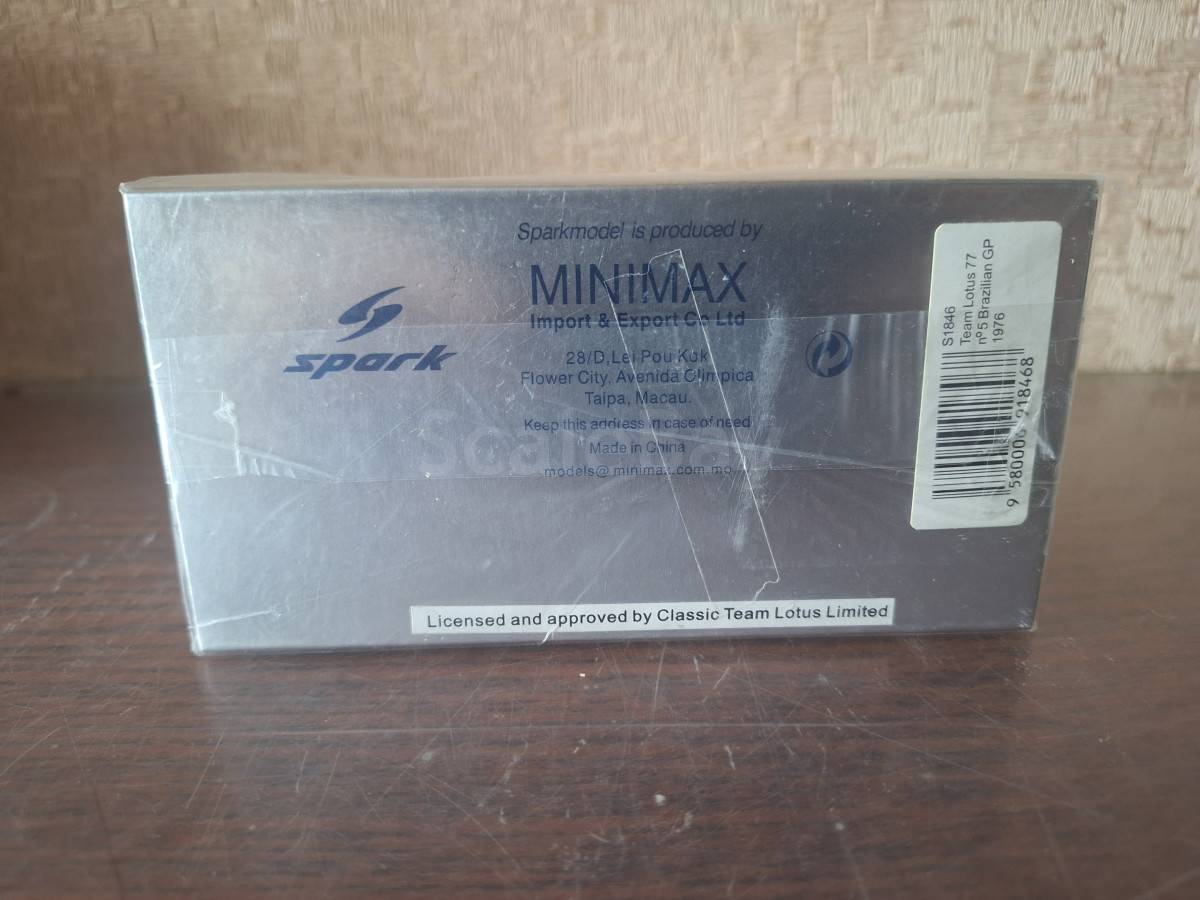 Sparkmodel is produced by
MINIMAX
Import & Export Co Ltd
spark
28/D, Lei Pou Kok
Flower City. Avenida Olimpica
Taipa, Macau.
Keep this address in case of need
Made in China
models@minimax.com.mo
S1846
Team Lotus 77
nº5 Brazilian GP
1976
Licensed and approved by Classic Team Lotus Limited